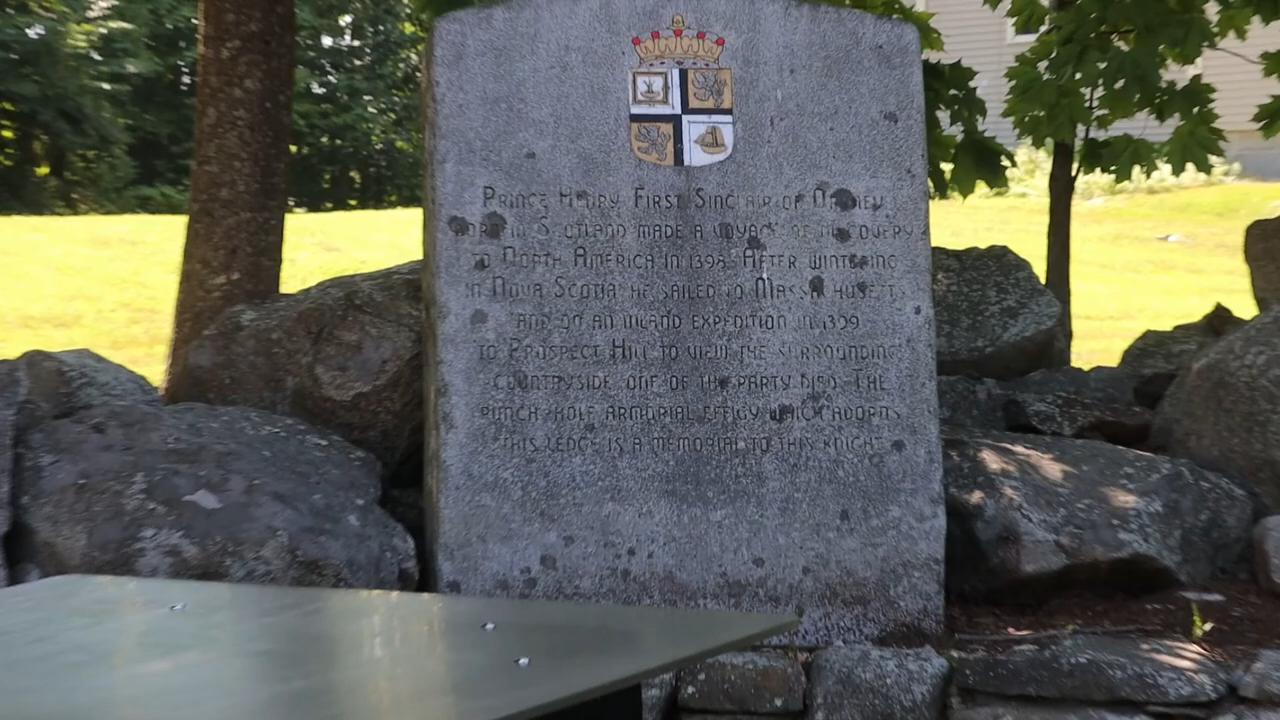 Prince Henry First Sinclair of Orkney
born in Scotland made a voyage of discovery
to North America in 1398. After wintering
in Nova Scotia he sailed to Massachusetts
and on an inland expedition in 1399
to Prospect Hill to view the surrounding
countryside, one of the party died. The
punch-hole armorial effigy which adorns
this ledge is a memorial to this knight.